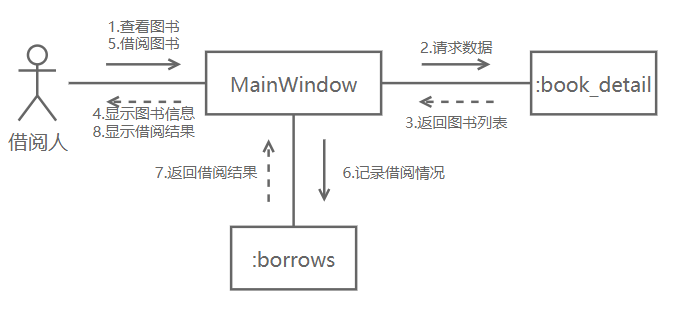 1.查看图书
5.借阅图书
2.请求数据
MainWindow
:book_detail
4.显示图书信息
8.显示借阅结果
3.返回图书列表
借阅人
7.返回借阅结果
6.记录借阅情况
:borrows